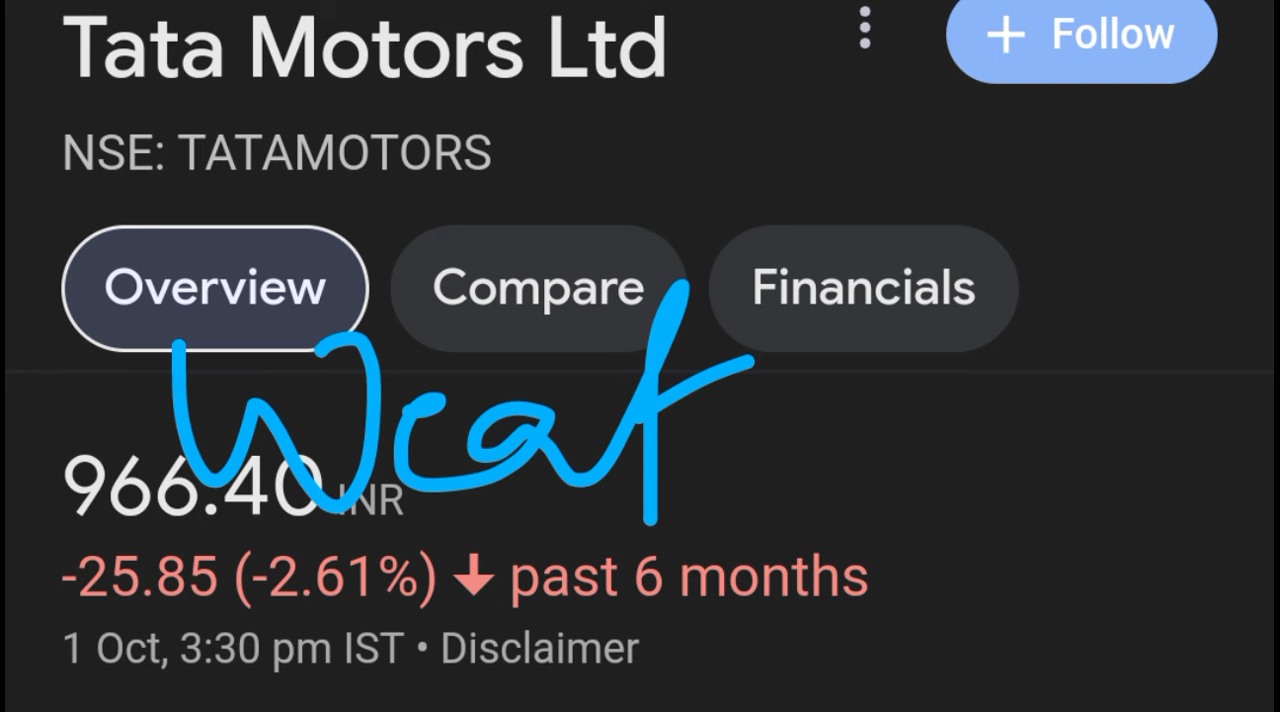 Tata Motors Ltd
+ Follow
NSE: TATAMOTORS
Overview Compare Financials
Weak
966.40 INR
-25.85 (-2.61%) ↓ past 6 months
1 Oct, 3:30 pm IST • Disclaimer